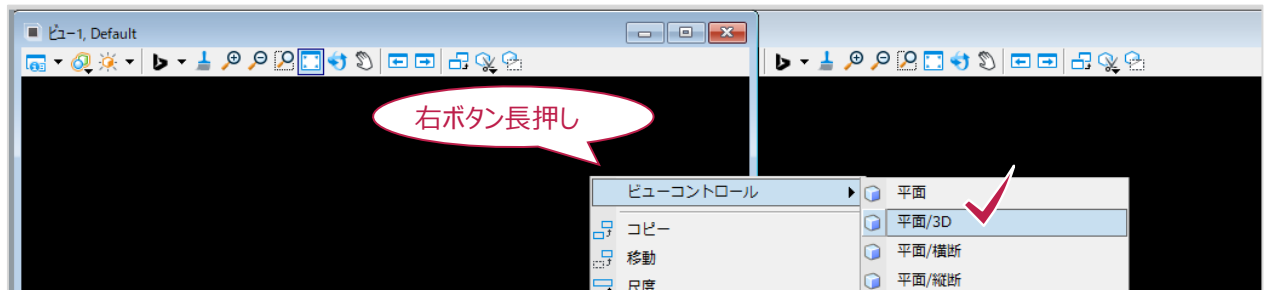 ビュー1, Default
右ボタン長押し
ビューコントロール
平面
コピー
平面/3D
移動
平面/横断
尺度
平面/縦断